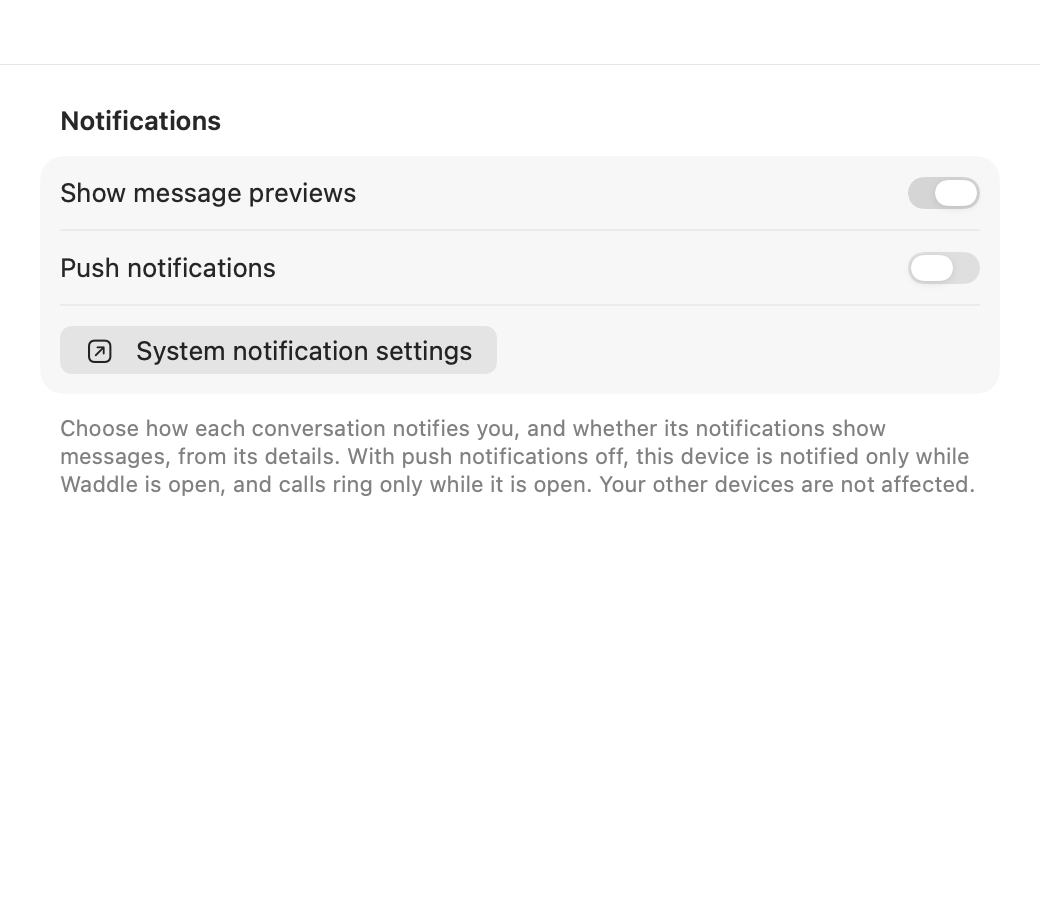 Notifications
Show message previews
Push notifications
System notification settings
Choose how each conversation notifies you, and whether its notifications show
messages, from its details. With push notifications off, this device is notified only while
Waddle is open, and calls ring only while it is open. Your other devices are not affected.